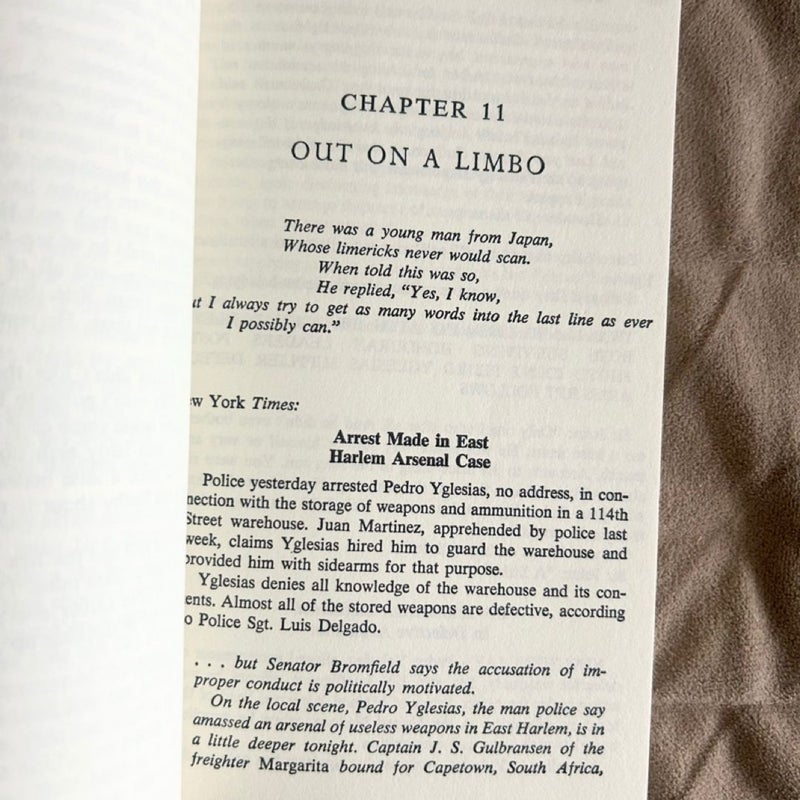 CHAPTER 11
OUT ON A LIMBO
There was a young man from Japan,
Whose limericks never would scan.
When told this was so,
He replied, “Yes, I know,
ut I always try to get as many words into the last line as ever
I possibly can.”
w York Times:
Arrest Made in East
Harlem Arsenal Case
Police yesterday arrested Pedro Yglesias, no address, in con-
nection with the storage of weapons and ammunition in a 114th
Street warehouse. Juan Martinez, apprehended by police last
week, claims Yglesias hired him to guard the warehouse and
provided him with sidearms for that purpose.
Yglesias denies all knowledge of the warehouse and its con-
ents. Almost all of the stored weapons are defective, according
o Police Sgt. Luis Delgado.
. . . but Senator Bromfield says the accusation of im-
proper conduct is politically motivated.
On the local scene, Pedro Yglesias, the man police say
amassed an arsenal of useless weapons in East Harlem, is in
a little deeper tonight. Captain J. S. Gulbransen of the
freighter Margarita bound for Capetown, South Africa,